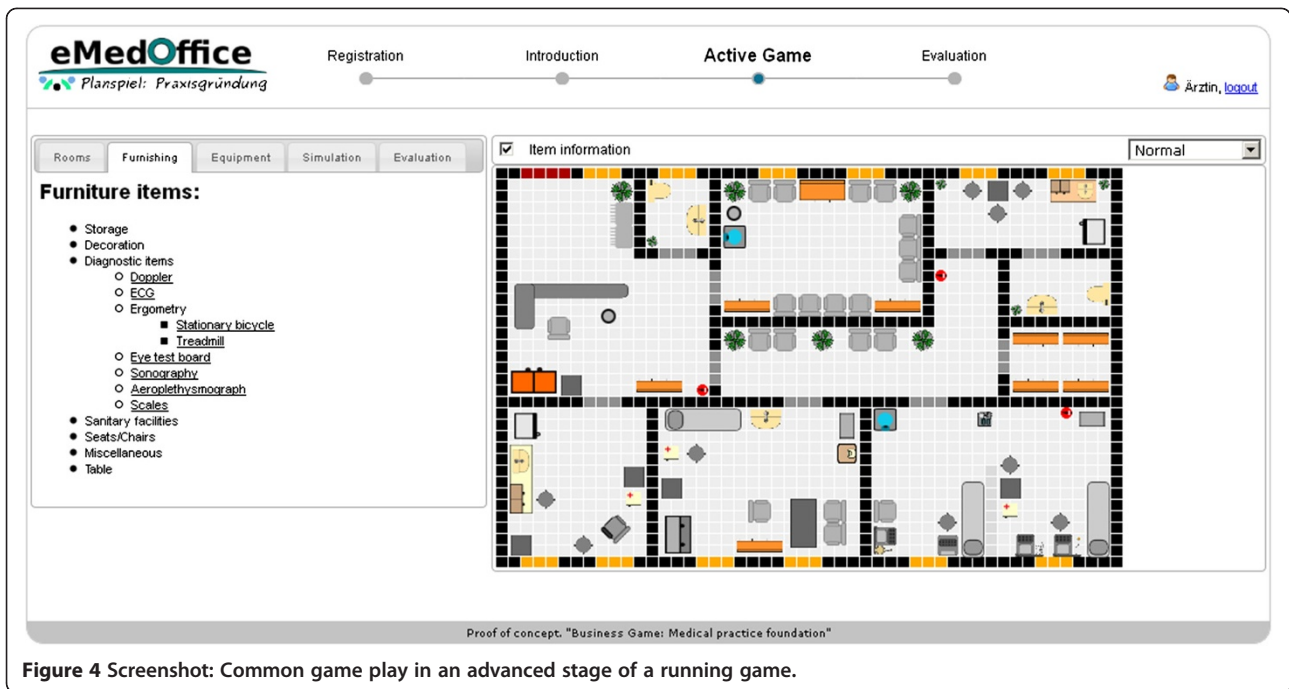 eMedOffice
Planspiel: Praxisgründung
Registration
Introduction
Active Game
Evaluation
Ärztin, logout
Rooms
Furnishing
Equipment
Simulation
Evaluation
Item information
Normal
Furniture items:
Storage
Decoration
Diagnostic items
Doppler
ECG
Ergometry
Stationary bicycle
Treadmill
Eye test board
Sonography
Aeroplethysmograph
Scales
Sanitary facilities
Seats/Chairs
Miscellaneous
Table
Proof of concept. "Business Game: Medical practice foundation"
Figure 4 Screenshot: Common game play in an advanced stage of a running game.